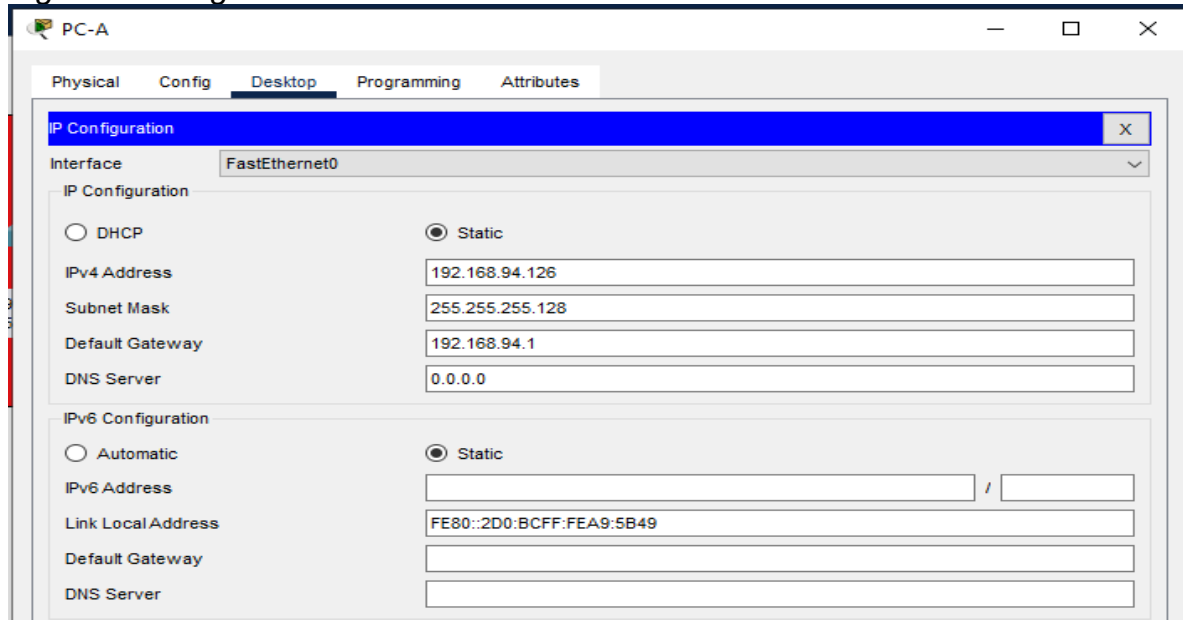 PC-A
Physical Config Desktop Programming Attributes
IP Configuration X
Interface FastEthernet0
IP Configuration
DHCP Static
IPv4 Address 192.168.94.126
Subnet Mask 255.255.255.128
Default Gateway 192.168.94.1
DNS Server 0.0.0.0
IPv6 Configuration
Automatic Static
IPv6 Address /
Link Local Address FE80::2D0:BCFF:FEA9:5B49
Default Gateway
DNS Server